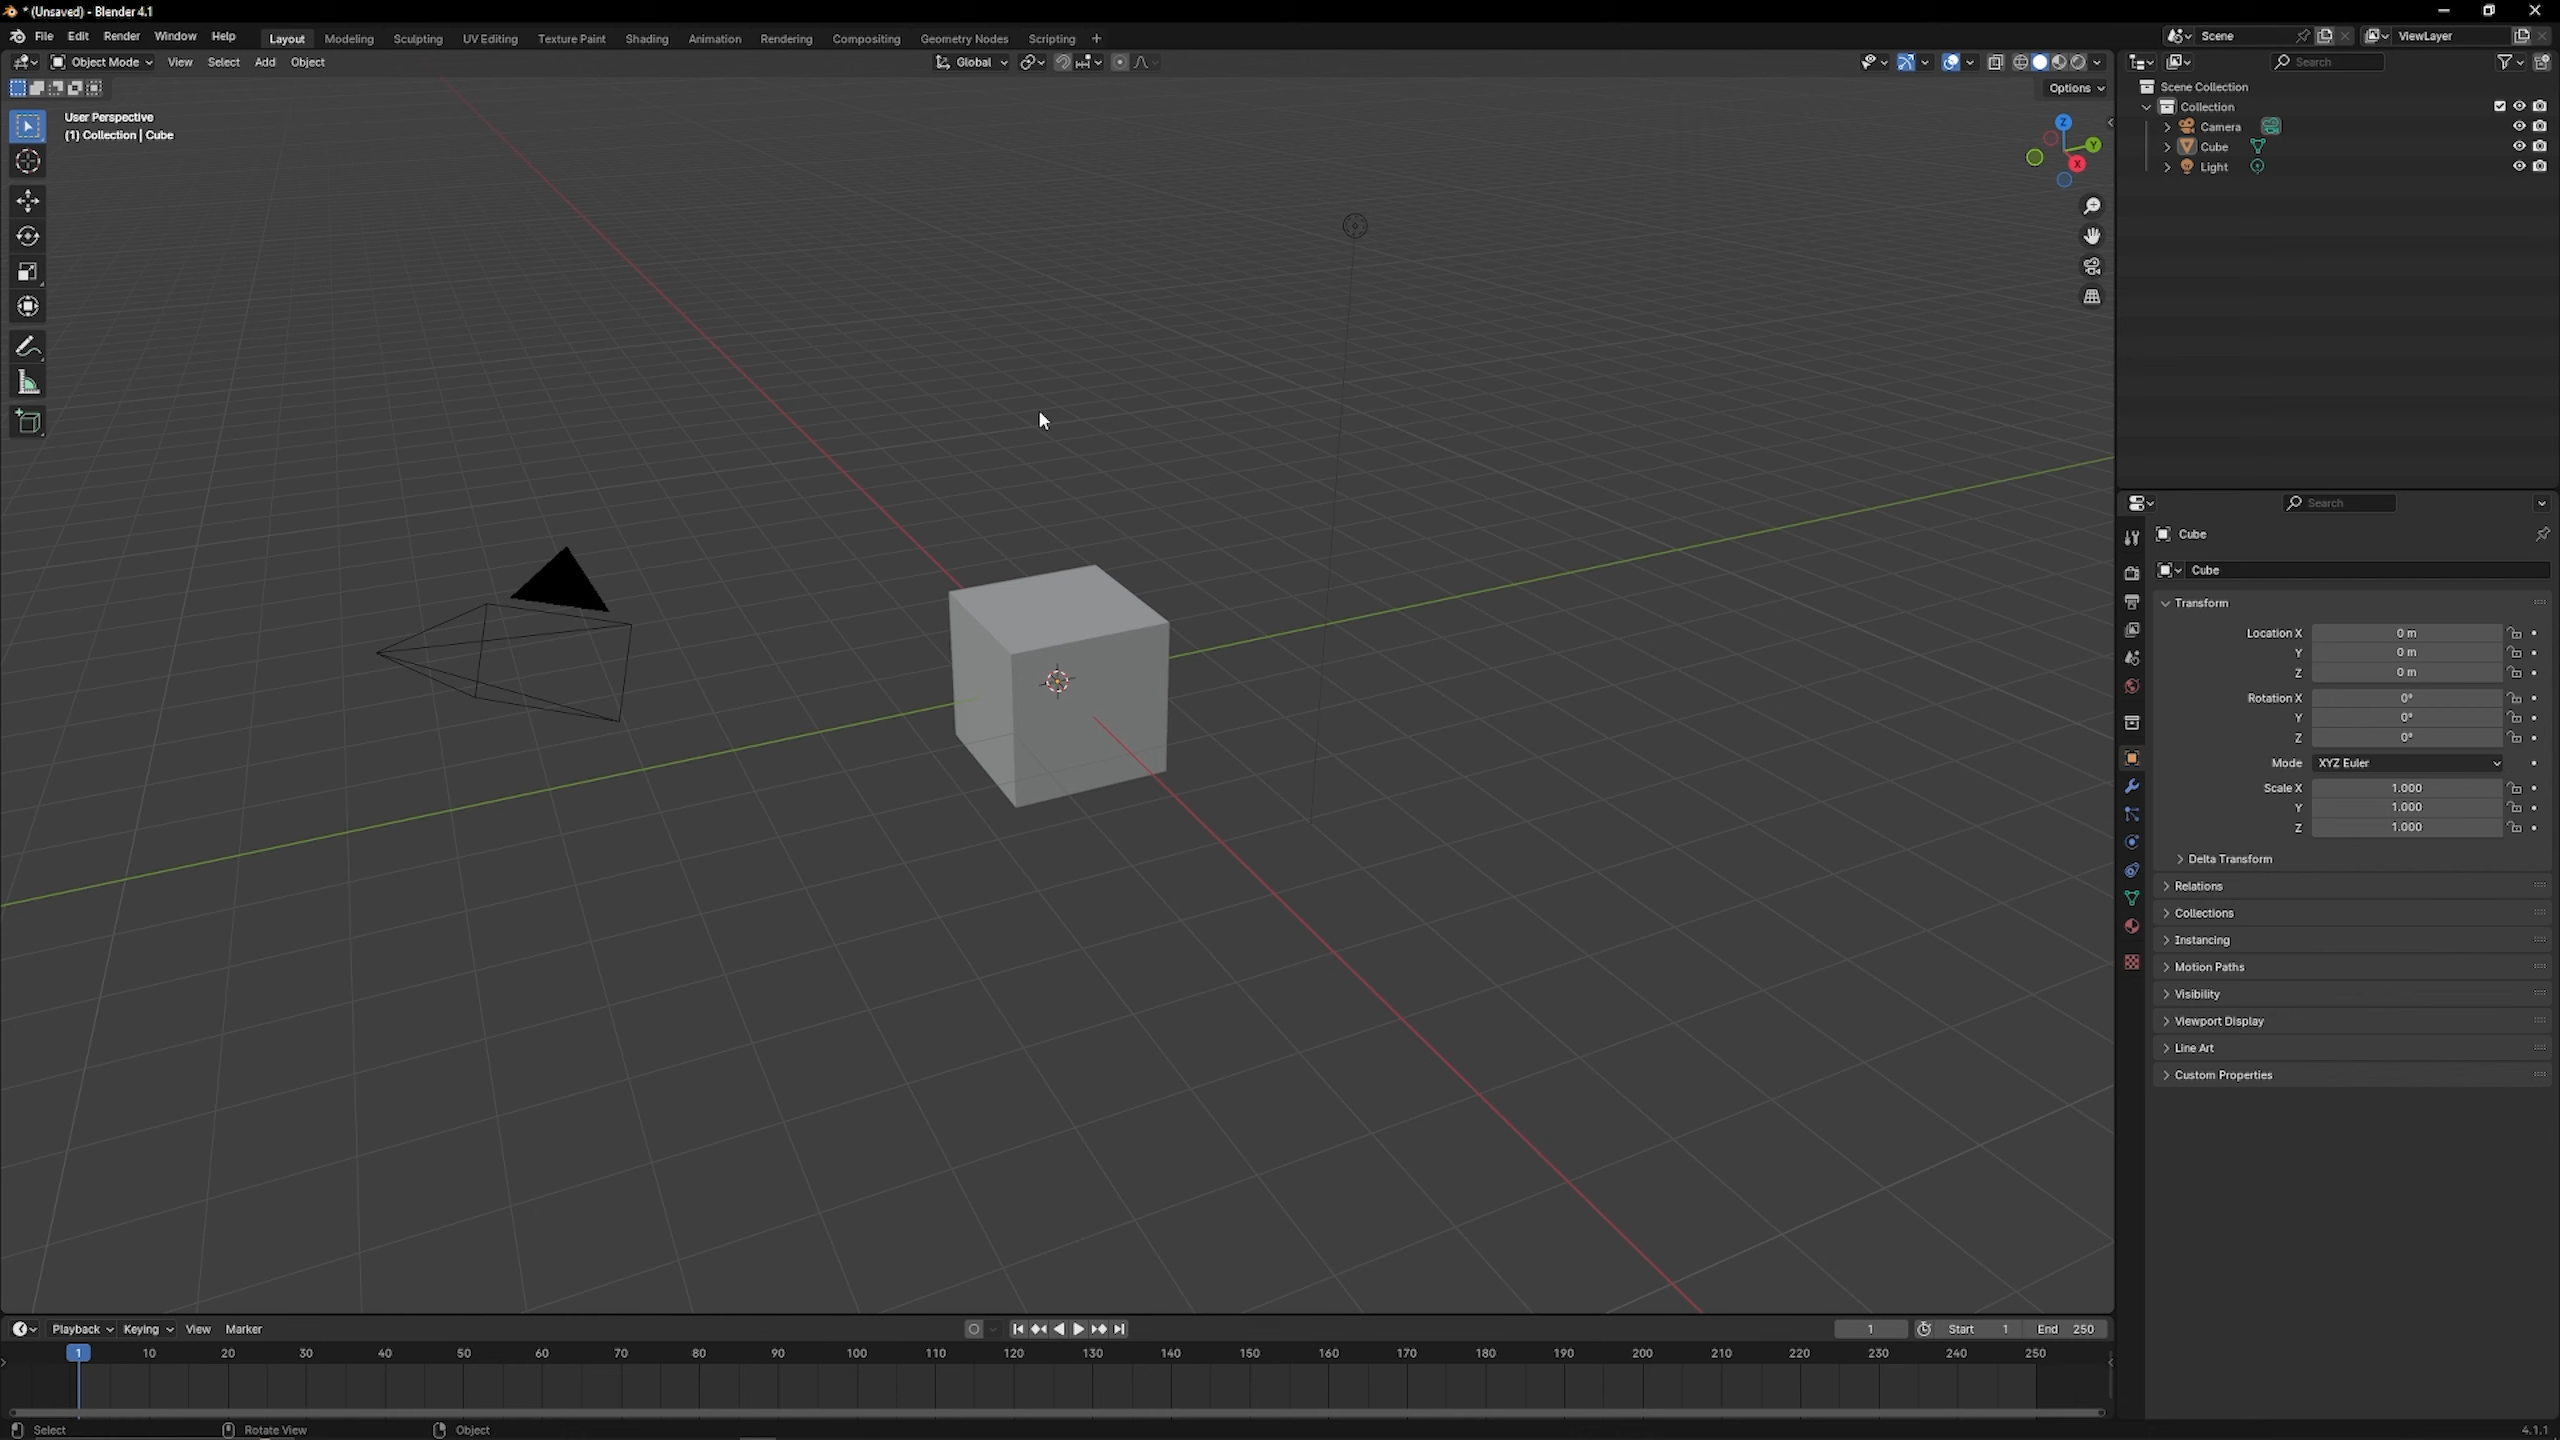 * (Unsaved) - Blender 4.1
File Edit Render Window Help Layout Modeling Sculpting UV Editing Texture Paint Shading Animation Rendering Compositing Geometry Nodes Scripting + Scene ViewLayer
Object Mode View Select Add Object Global Search
Options
User Perspective
(1) Collection | Cube
Z
Y
X
Scene Collection
Collection
Camera
Cube
Light
Search
Cube
Cube
Transform
Location X 0 m
Y 0 m
Z 0 m
Rotation X 0°
Y 0°
Z 0°
Mode XYZ Euler
Scale X 1.000
Y 1.000
Z 1.000
Delta Transform
Relations
Collections
Instancing
Motion Paths
Visibility
Viewport Display
Line Art
Custom Properties
Playback Keying View Marker 1 Start 1 End 250
1 10 20 30 40 50 60 70 80 90 100 110 120 130 140 150 160 170 180 190 200 210 220 230 240 250
Select Rotate View Object 4.1.1